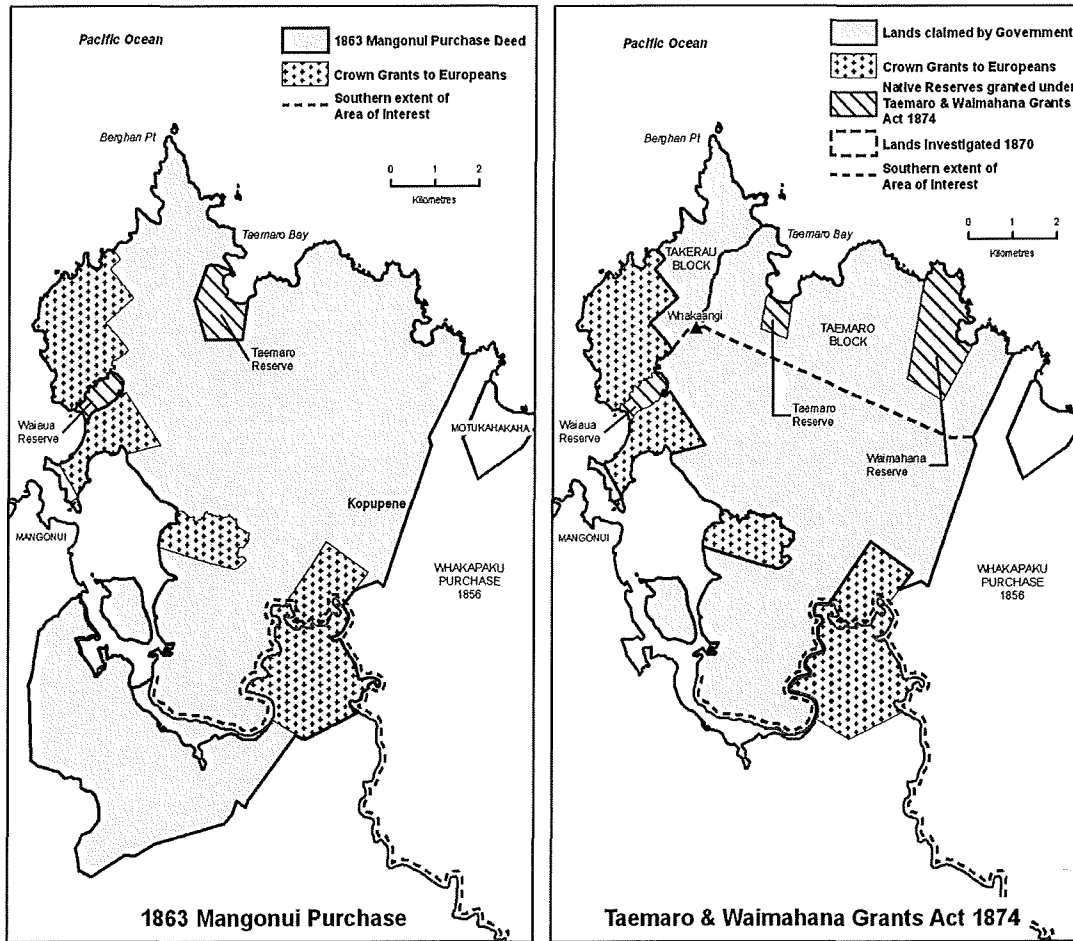 Pacific Ocean
1863 Mangonui Purchase Deed
Crown Grants to Europeans
Southern extent of
Area of Interest
Berghan Pt
0 1 2
Kilometres
Taemaro Bay
Taemaro
Reserve
Waiaua
Reserve
MOTUKAHAKAHA
Kopupene
MANGONUI
WHAKAPAKU
PURCHASE
1856
1863 Mangonui Purchase
Pacific Ocean
Lands claimed by Government
Crown Grants to Europeans
Native Reserves granted under
Taemaro & Waimahana Grants
Act 1874
Lands Investigated 1870
Southern extent of
Area of Interest
Berghan Pt
0 1 2
Kilometres
Taemaro Bay
TAKERAU
BLOCK
Whakaangi
TAEMARO
BLOCK
Taemaro
Reserve
Waiaua
Reserve
Waimahana
Reserve
MANGONUI
WHAKAPAKU
PURCHASE
1856
Taemaro & Waimahana Grants Act 1874